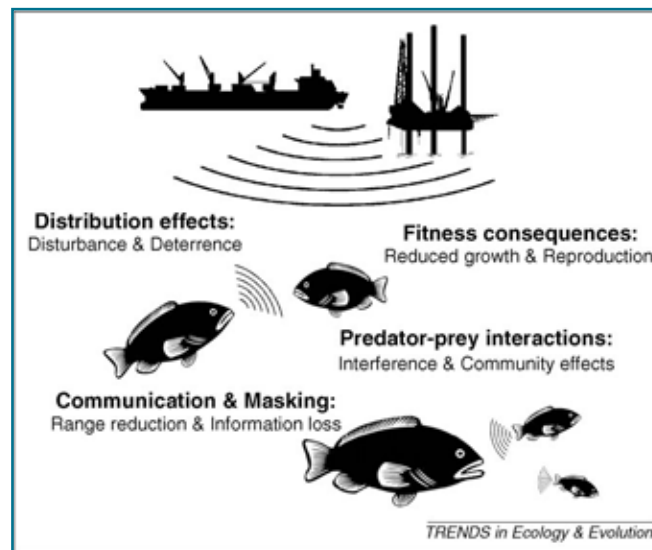 Distribution effects:
Disturbance & Deterrence
Fitness consequences:
Reduced growth & Reproduction
Predator-prey interactions:
Interference & Community effects
Communication & Masking:
Range reduction & Information loss
TRENDS in Ecology & Evolution